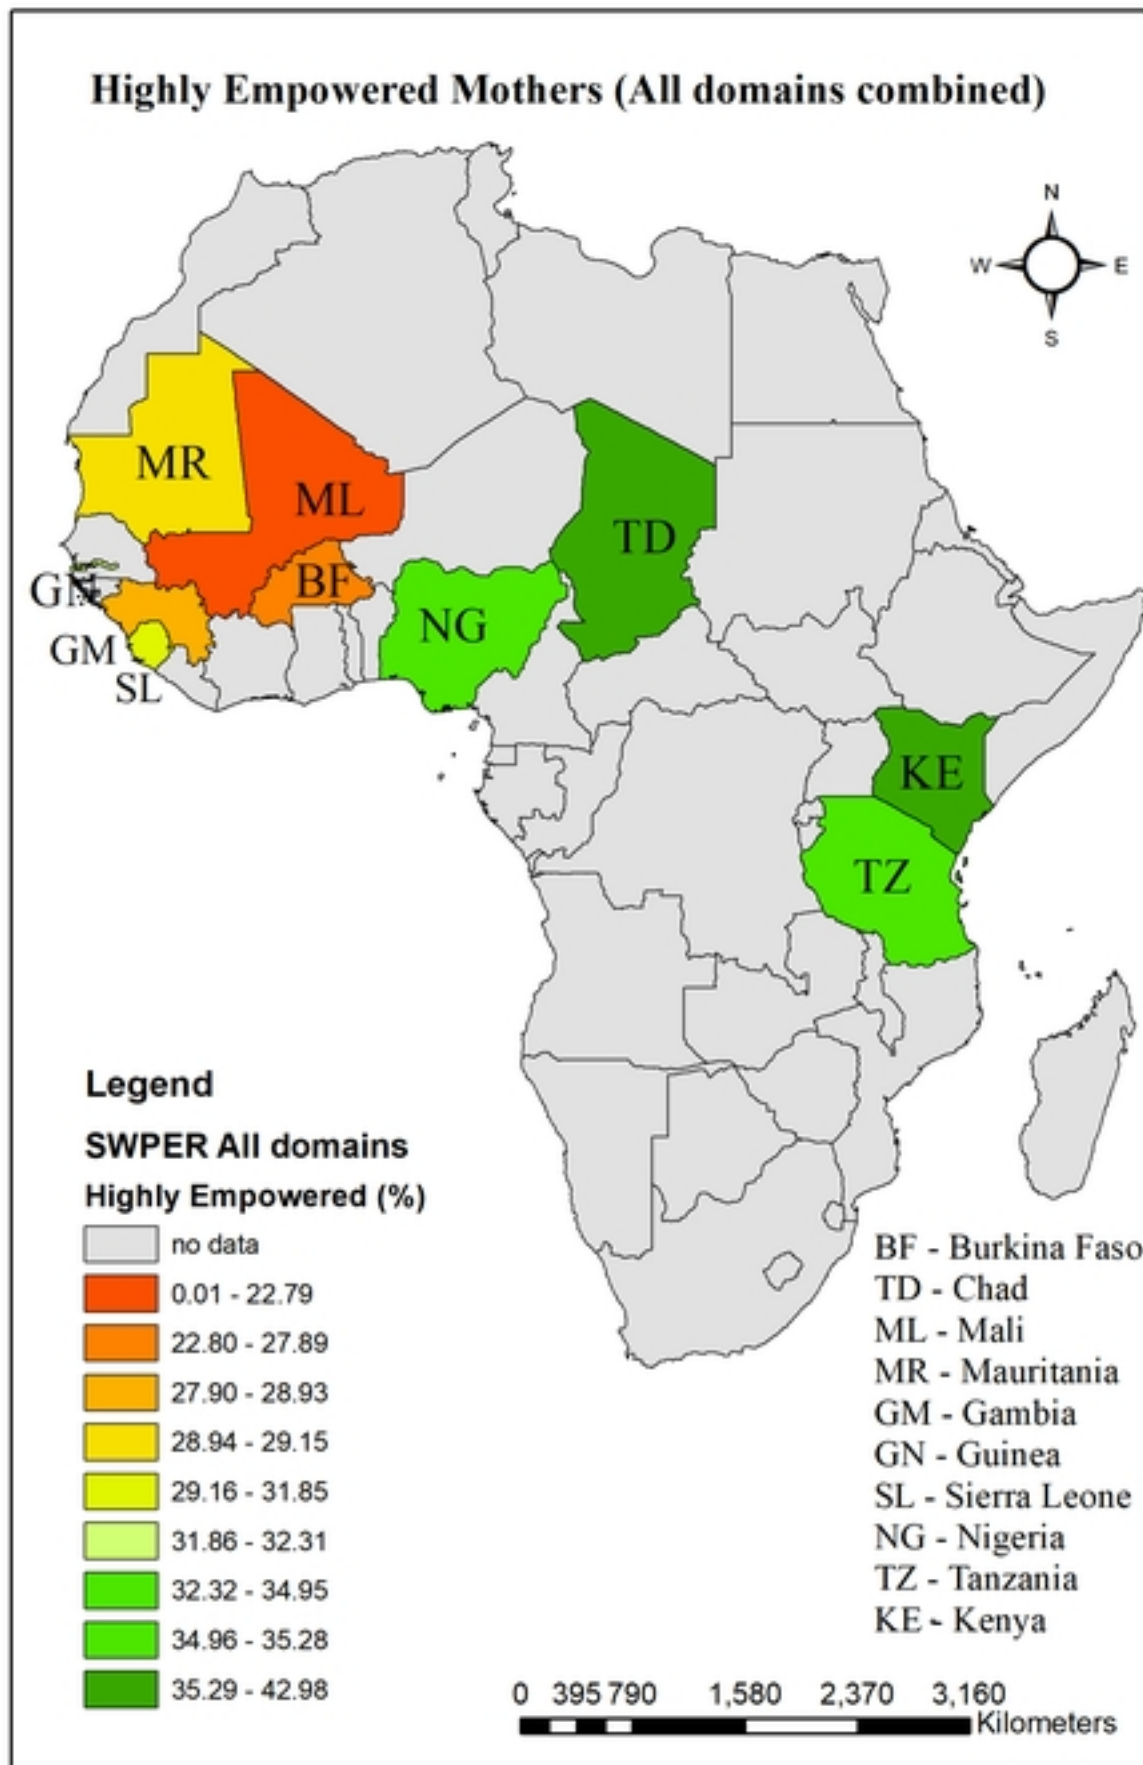 Highly Empowered Mothers (All domains combined)
N
W
E
S
MR
ML
TD
BF
GN
NG
GM
SL
KE
TZ
Legend
SWPER All domains
Highly Empowered (%)
no data
0.01 - 22.79
22.80 - 27.89
27.90 - 28.93
28.94 - 29.15
29.16 - 31.85
31.86 - 32.31
32.32 - 34.95
34.96 - 35.28
35.29 - 42.98
BF - Burkina Faso
TD - Chad
ML - Mali
MR - Mauritania
GM - Gambia
GN - Guinea
SL - Sierra Leone
NG - Nigeria
TZ - Tanzania
KE - Kenya
0 395 790 1,580 2,370 3,160
Kilometers